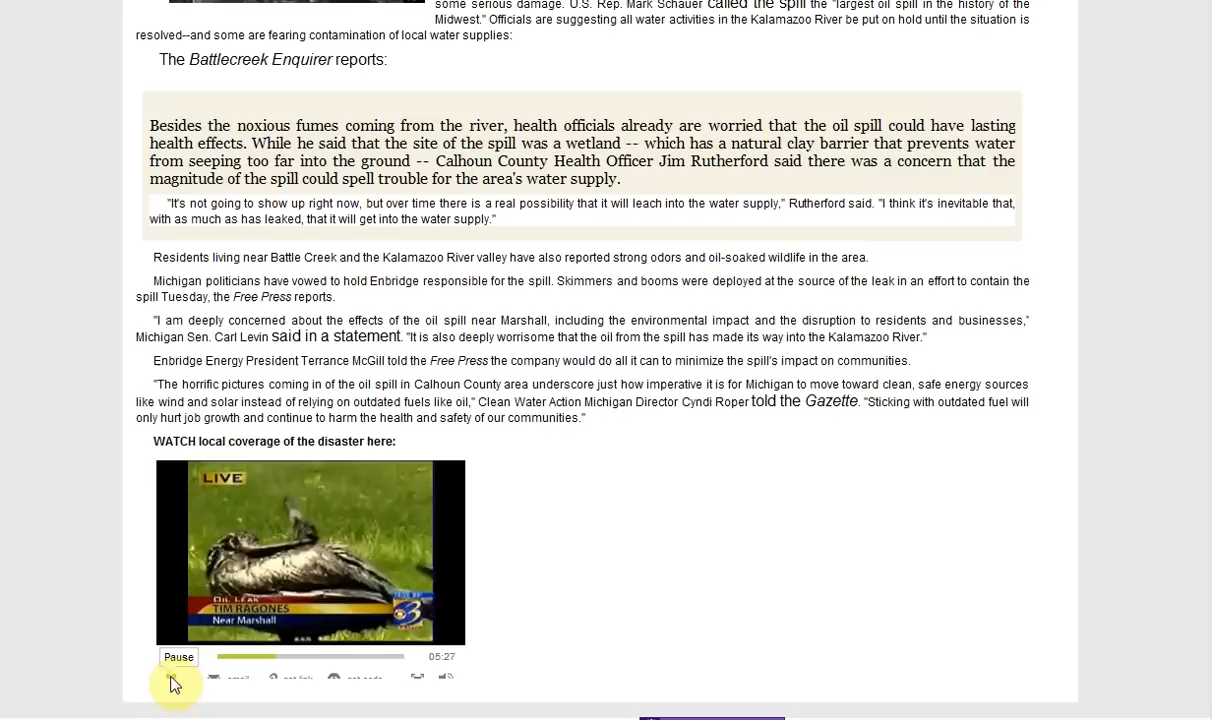 some serious damage. U.S. Rep. Mark Schauer called the spill the "largest oil spill in the history of the
Midwest." Officials are suggesting all water activities in the Kalamazoo River be put on hold until the situation is
resolved--and some are fearing contamination of local water supplies:
The Battlecreek Enquirer reports:
Besides the noxious fumes coming from the river, health officials already are worried that the oil spill could have lasting
health effects. While he said that the site of the spill was a wetland -- which has a natural clay barrier that prevents water
from seeping too far into the ground -- Calhoun County Health Officer Jim Rutherford said there was a concern that the
magnitude of the spill could spell trouble for the area's water supply.
"It's not going to show up right now, but over time there is a real possibility that it will leach into the water supply," Rutherford said. "I think it's inevitable that,
with as much as has leaked, that it will get into the water supply."
Residents living near Battle Creek and the Kalamazoo River valley have also reported strong odors and oil-soaked wildlife in the area.
Michigan politicians have vowed to hold Enbridge responsible for the spill. Skimmers and booms were deployed at the source of the leak in an effort to contain the
spill Tuesday, the Free Press reports.
"I am deeply concerned about the effects of the oil spill near Marshall, including the environmental impact and the disruption to residents and businesses,"
Michigan Sen. Carl Levin said in a statement. "It is also deeply worrisome that the oil from the spill has made its way into the Kalamazoo River."
Enbridge Energy President Terrance McGill told the Free Press the company would do all it can to minimize the spill's impact on communities.
"The horrific pictures coming in of the oil spill in Calhoun County area underscore just how imperative it is for Michigan to move toward clean, safe energy sources
like wind and solar instead of relying on outdated fuels like oil," Clean Water Action Michigan Director Cyndi Roper told the Gazette. "Sticking with outdated fuel will
only hurt job growth and continue to harm the health and safety of our communities."
WATCH local coverage of the disaster here:
LIVE
OIL LEAK
TIM RAGONES
Near Marshall
3
Pause
05:27
email get link get code